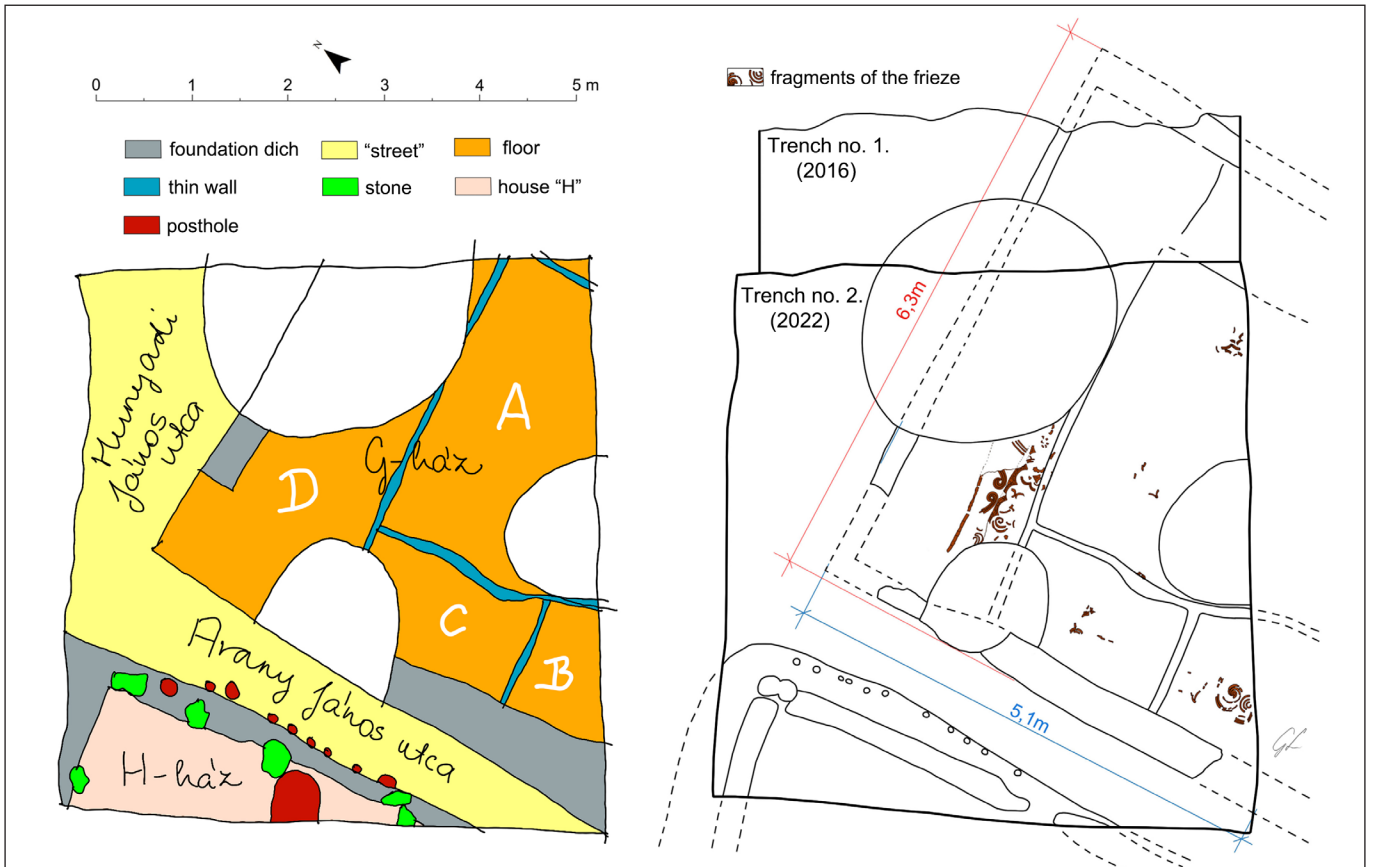 N
0 1 2 3 4 5 m
foundation dich
"street"
floor
thin wall
stone
house "H"
posthole
Hunyadi
János
utca
A
G-ház
D
C
B
Arany János utca
H-ház
fragments of the frieze
Trench no. 1.
(2016)
Trench no. 2.
(2022)
6,3m
5,1m